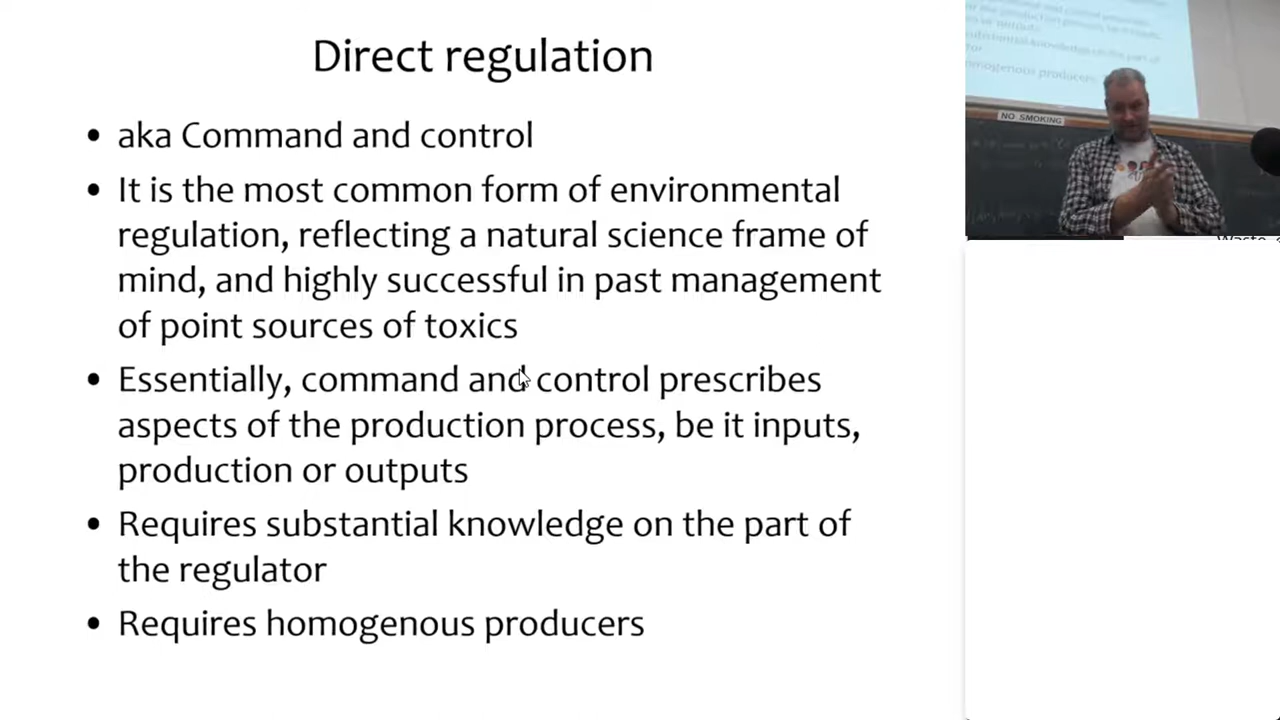 Direct regulation
• aka Command and control
• It is the most common form of environmental
regulation, reflecting a natural science frame of
mind, and highly successful in past management
of point sources of toxics
• Essentially, command and control prescribes
aspects of the production process, be it inputs,
production or outputs
• Requires substantial knowledge on the part of
the regulator
• Requires homogenous producers
NO SMOKING